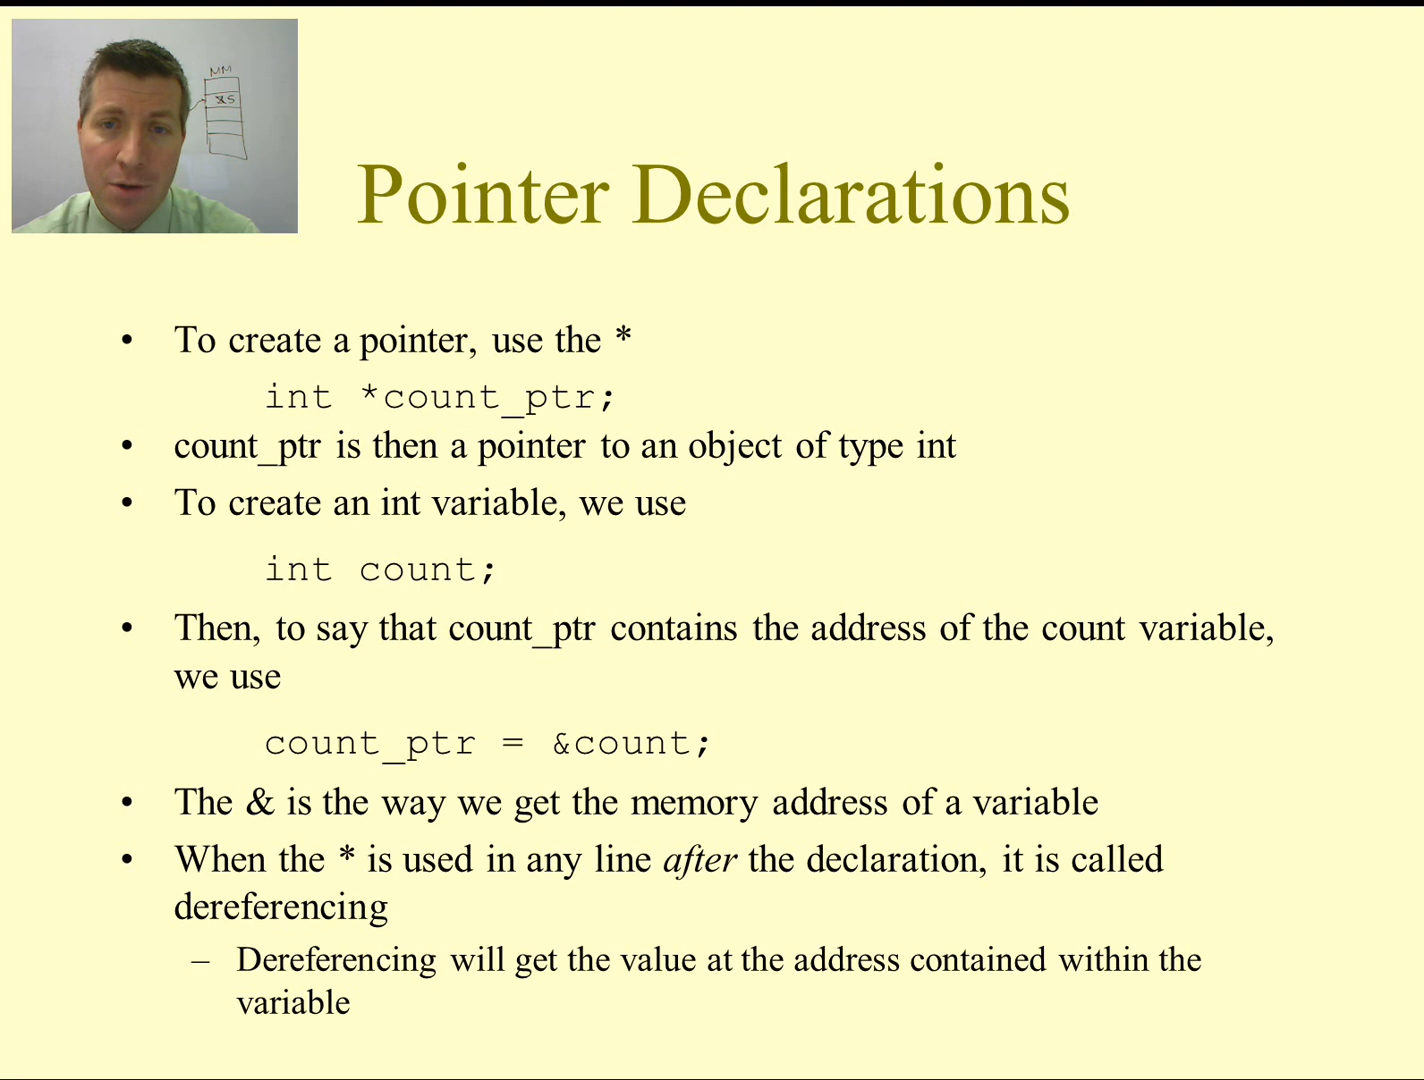 MM
Pointer Declarations
• To create a pointer, use the *
int *count_ptr;
• count_ptr is then a pointer to an object of type int
• To create an int variable, we use
int count;
• Then, to say that count_ptr contains the address of the count variable,
we use
count_ptr = &count;
• The & is the way we get the memory address of a variable
• When the * is used in any line after the declaration, it is called
dereferencing
– Dereferencing will get the value at the address contained within the
variable